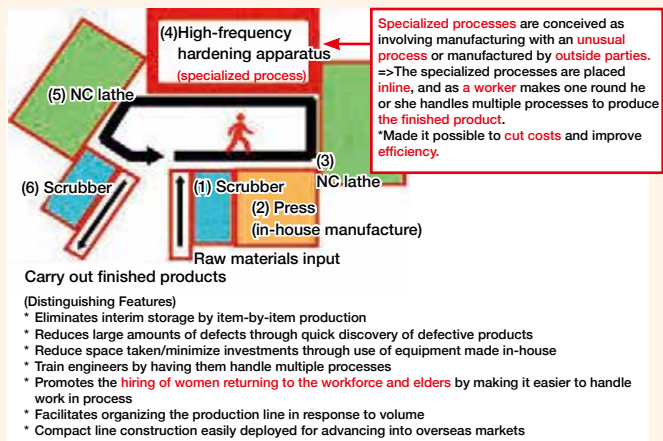 (4)High-frequency
hardening apparatus
(specialized process)
Specialized processes are conceived as
involving manufacturing with an unusual
process or manufactured by outside parties.
=>The specialized processes are placed
inline, and as a worker makes one round he
or she handles multiple processes to produce
the finished product.
*Made it possible to cut costs and improve
efficiency.
(5) NC lathe
(3)
NC lathe
(6) Scrubber
(1) Scrubber
(2) Press
(in-house manufacture)
Raw materials input
Carry out finished products
(Distinguishing Features)
* Eliminates interim storage by item-by-item production
* Reduces large amounts of defects through quick discovery of defective products
* Reduce space taken/minimize investments through use of equipment made in-house
* Train engineers by having them handle multiple processes
* Promotes the hiring of women returning to the workforce and elders by making it easier to handle
work in process
* Facilitates organizing the production line in response to volume
* Compact line construction easily deployed for advancing into overseas markets